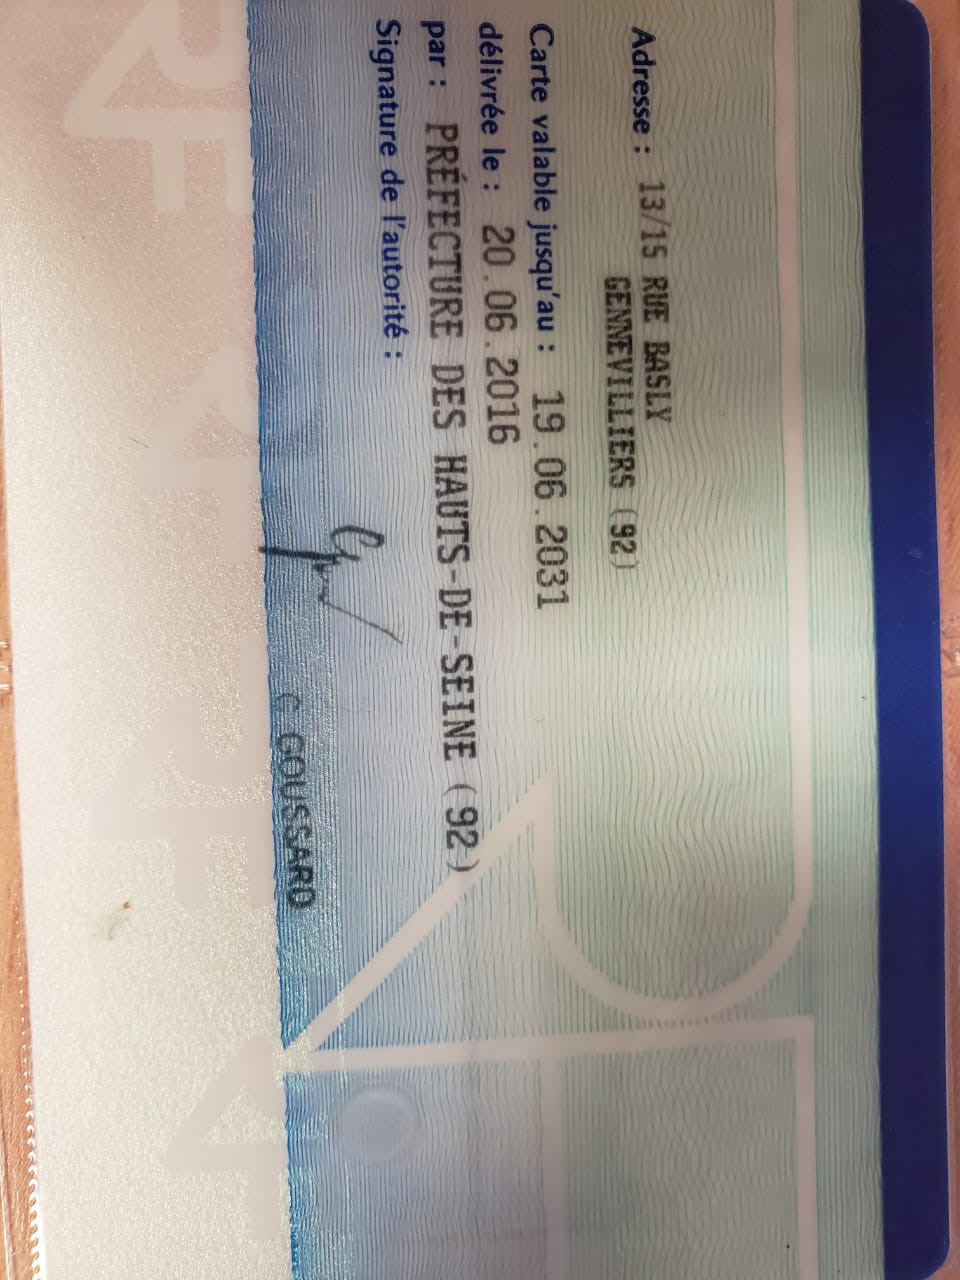 Adresse : 13/15 RUE BASLY
GENNEVILLIERS (92)
Carte valable jusqu'au : 19.06.2031
délivrée le : 20.06.2016
par : PRÉFECTURE DES HAUTS-DE-SEINE (92)
Signature de l'autorité :
C GOUSSARD
RF